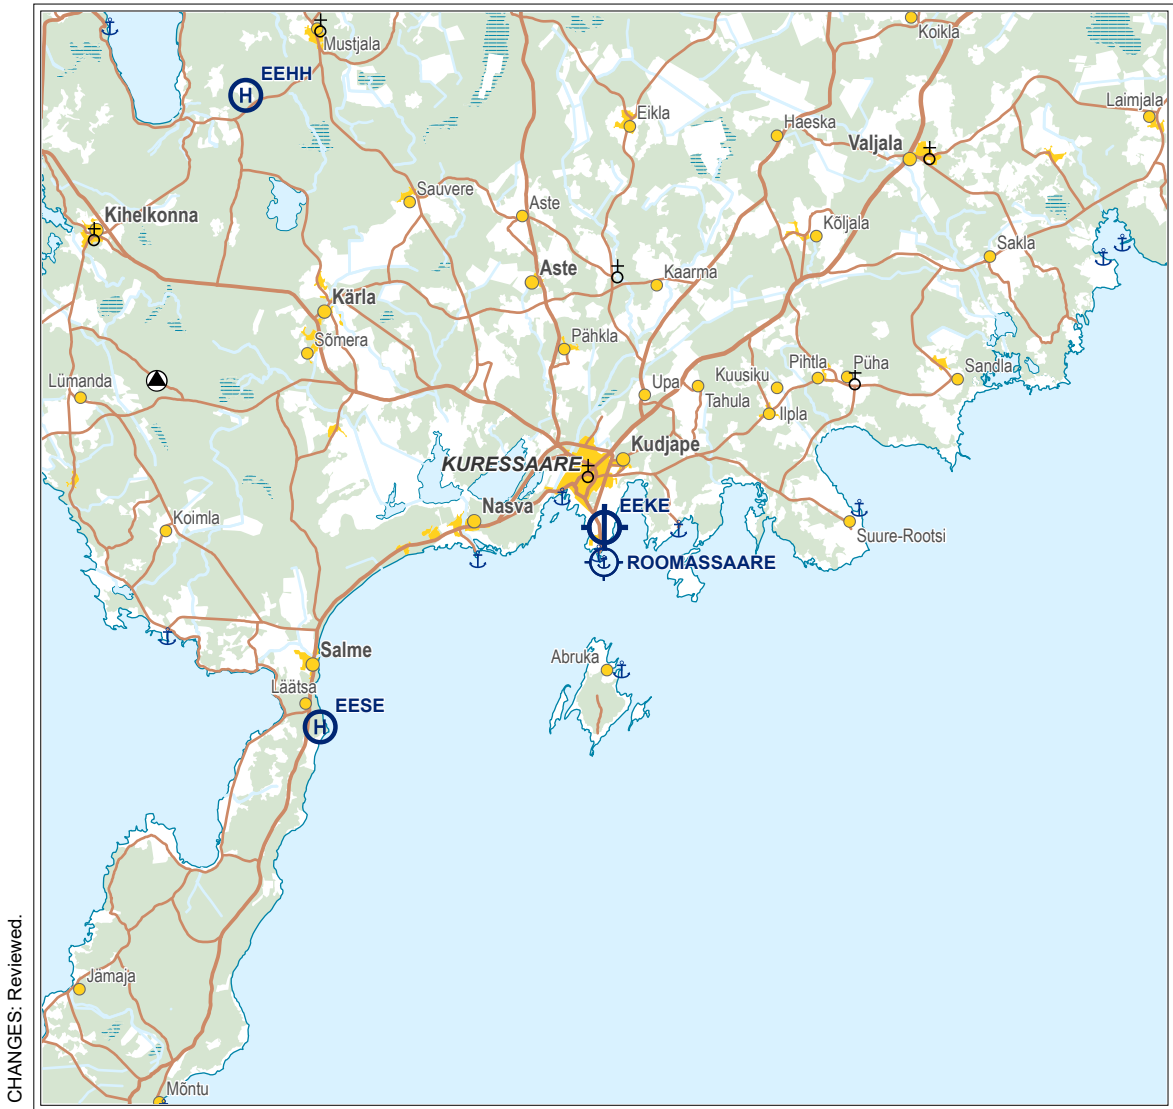 Koikla
Mustjala
EEHH
H
Laimjala
Eikla
Haeska
Valjala
Sauvere
Aste
Kihelkonna
Kõljala
Sakla
Aste
Kaarma
Kärla
Sõmera
Pähkla
Pihtla
Püha
Sandla
Lümanda
Upa
Kuusiku
Tahula
Ilpla
Kudjape
KURESSAARE
Nasva
EEKE
Koimla
Suure-Rootsi
ROOMASSAARE
Salme
Abruka
Läätsa
EESE
H
Jämaja
Mõntu
CHANGES: Reviewed.